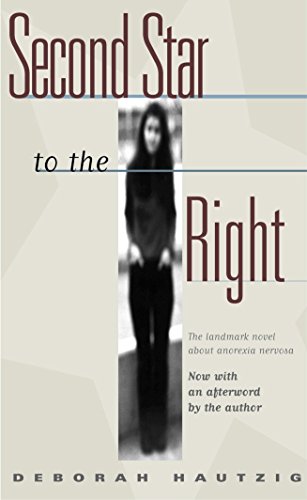 Second Star
to the
Right
The landmark novel
about anorexia nervosa
Now with
an afterword
by the author
DEBORAH HAUTZIG